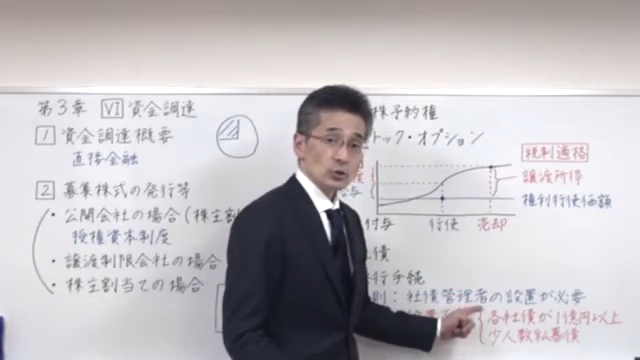 第3章 Ⅵ 資金調達
1 資金調達概要
直接金融
2 募集株式の発行等
・公開会社の場合(株主割
授権資本制度
・譲渡制限会社の場合
・株主割当ての場合
株予約権
トック・オプション
税制適格
譲渡所得
権利行使価額
与
付与 行使 売却
債
行手続
則:社債管理者の設置が必要
各社債が1億円以上
少人数私募債